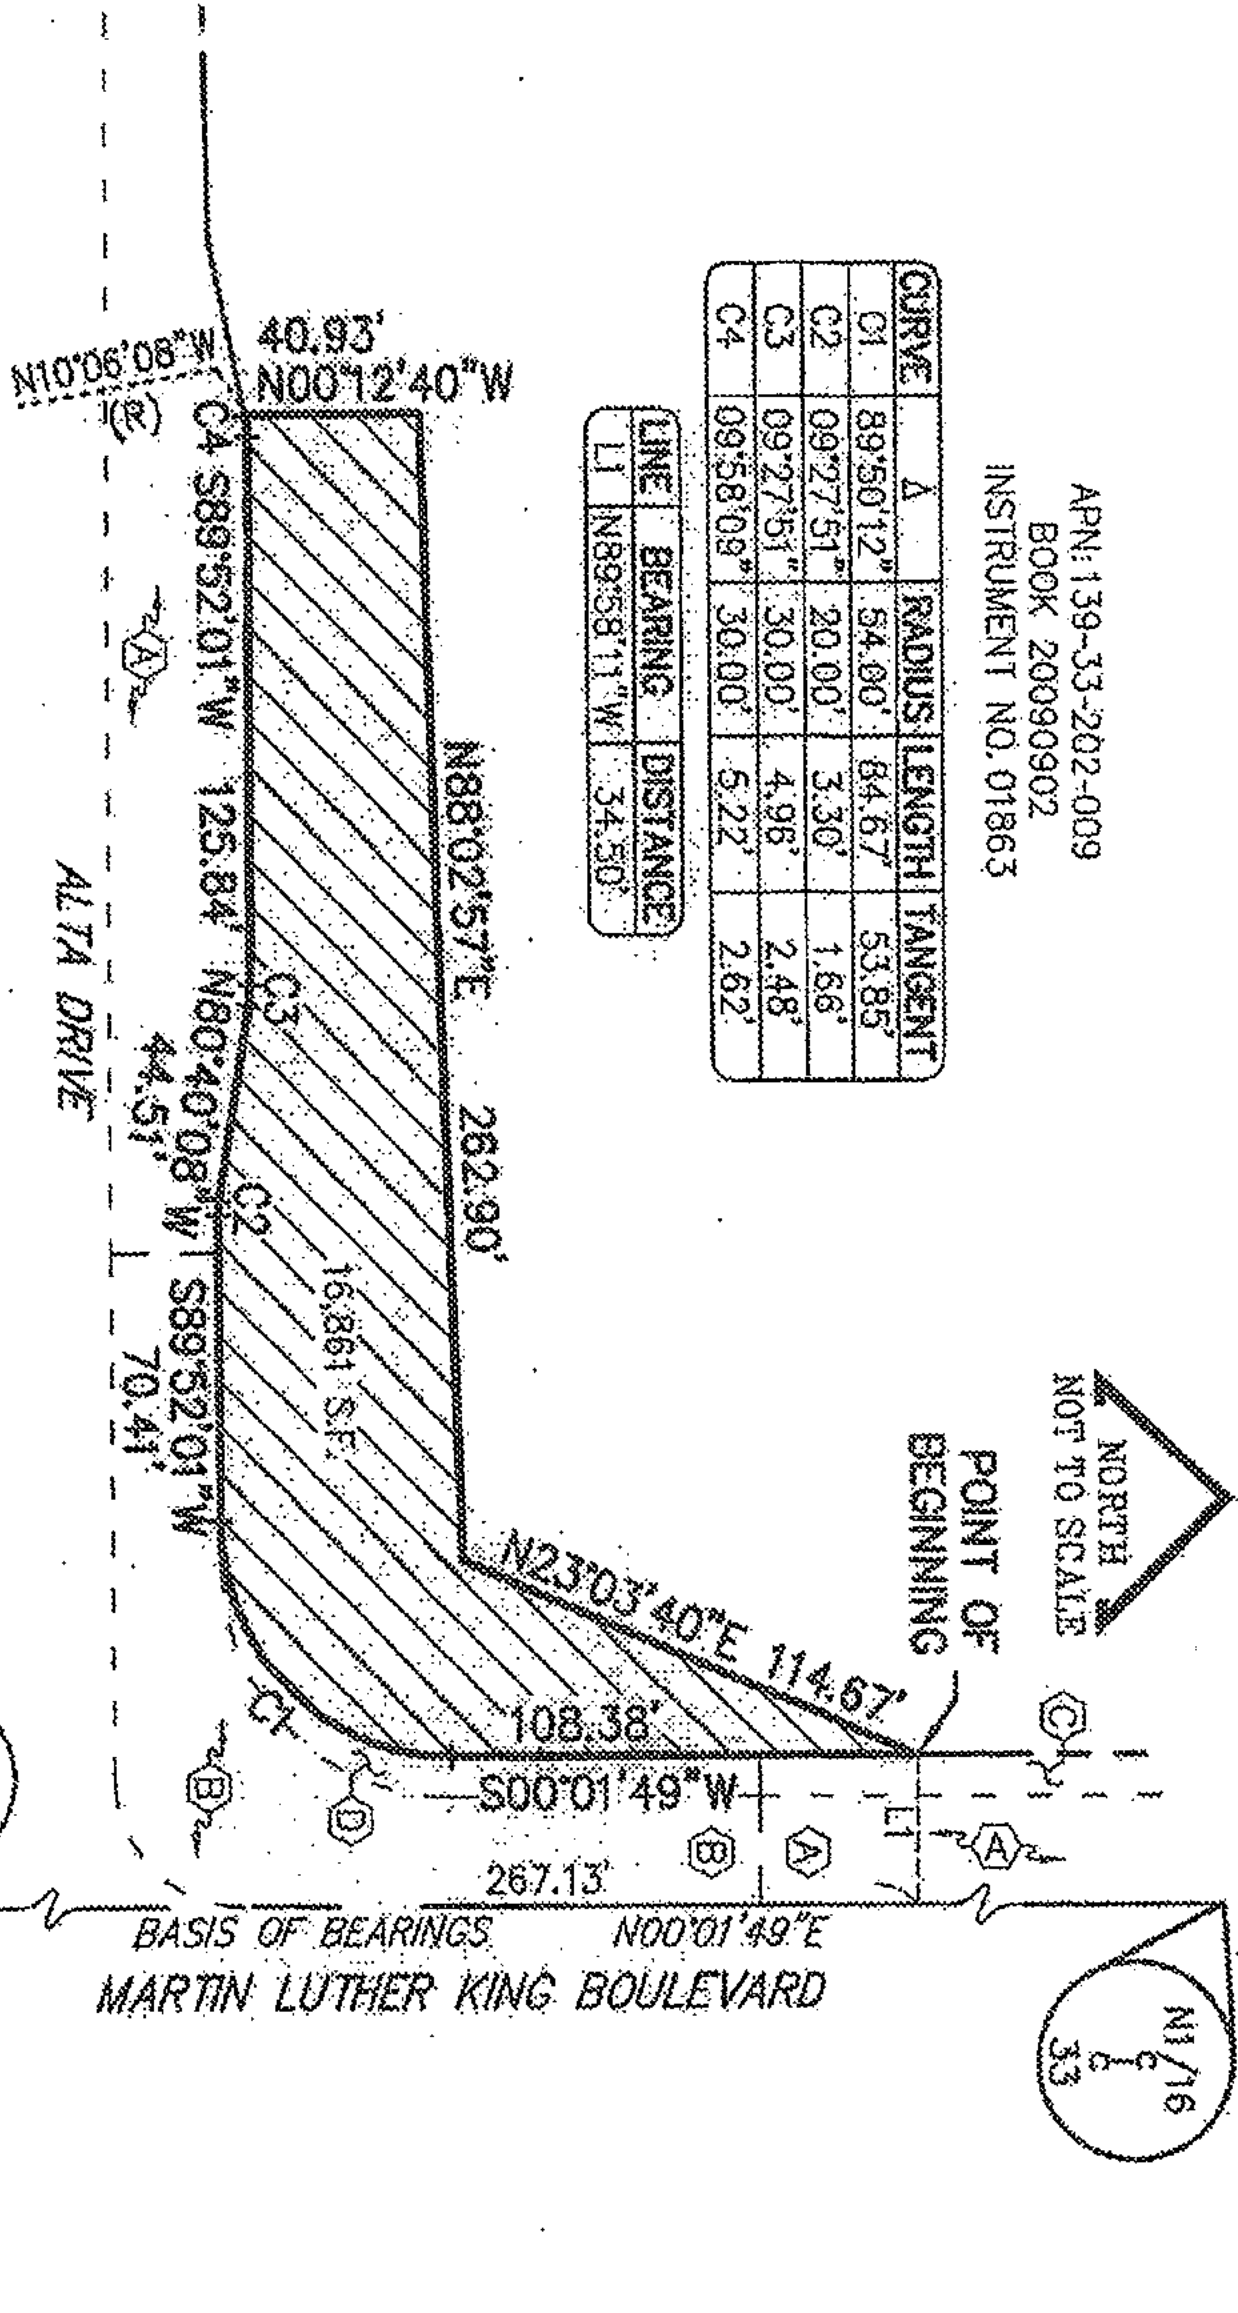 APN:139-33-202-009
BOOK 20090902
INSTRUMENT NO. 01863
CURVE Δ RADIUS LENGTH TANGENT
C1 89°50'12" 54.00' 84.67' 53.85'
C2 09°27'51" 20.00' 3.30' 1.66'
C3 09°27'51" 30.00' 4.96' 2.48'
C4 09°58'09" 30.00' 5.22' 2.62'
LINE BEARING DISTANCE
L1 N89°58'11"W 34.50'
NORTH
NOT TO SCALE
POINT OF
BEGINNING
40.93'
N00°12'40"W
N10°06'08"W
(R)
N88°02'57"E 262.90'
N23°03'40"E 114.67'
C4 S89°52'01"W 125.84'
C3
N80°40'08"W
44.51'
C2
S89°52'01"W
70.41'
16,861 S.F.
C1
108.38'
S00°01'49"W
A
ALTA DRIVE
B
D
B
A
L1
A
C
267.13'
BASIS OF BEARINGS N00°01'49"E
MARTIN LUTHER KING BOULEVARD
N1/16
C C
33